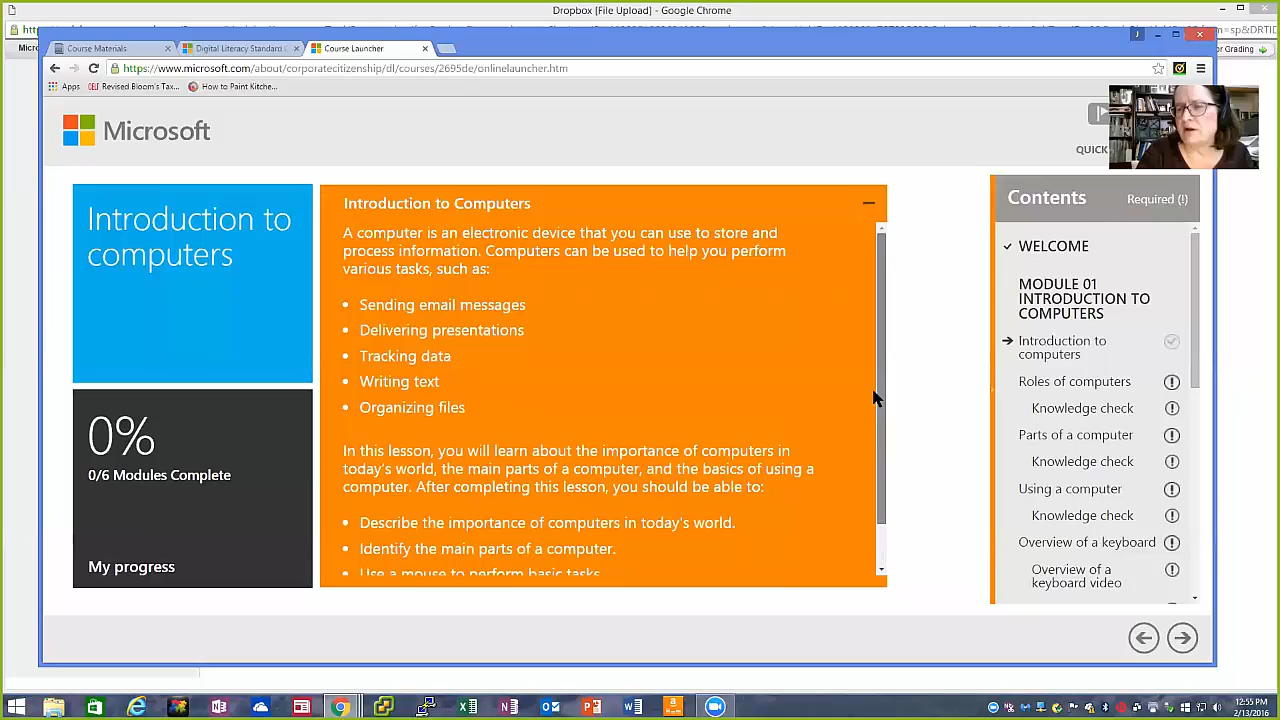 Dropbox [File Upload] - Google Chrome
Course Materials
Digital Literacy Standard
Course Launcher
https://www.microsoft.com/about/corporatecitizenship/dl/courses/2695de/onlinelauncher.htm
Apps
Revised Bloom's Tax...
How to Paint Kitche...
Microsoft
QUICK
Introduction to
computers
0%
0/6 Modules Complete
My progress
Introduction to Computers
A computer is an electronic device that you can use to store and
process information. Computers can be used to help you perform
various tasks, such as:
• Sending email messages
• Delivering presentations
• Tracking data
• Writing text
• Organizing files
In this lesson, you will learn about the importance of computers in
today's world, the main parts of a computer, and the basics of using a
computer. After completing this lesson, you should be able to:
• Describe the importance of computers in today's world.
• Identify the main parts of a computer.
• Use a mouse to perform basic tasks
Contents
Required (!)
WELCOME
MODULE 01
INTRODUCTION TO
COMPUTERS
Introduction to
computers
Roles of computers
Knowledge check
Parts of a computer
Knowledge check
Using a computer
Knowledge check
Overview of a keyboard
Overview of a
keyboard video
12:55 PM
2/13/2016